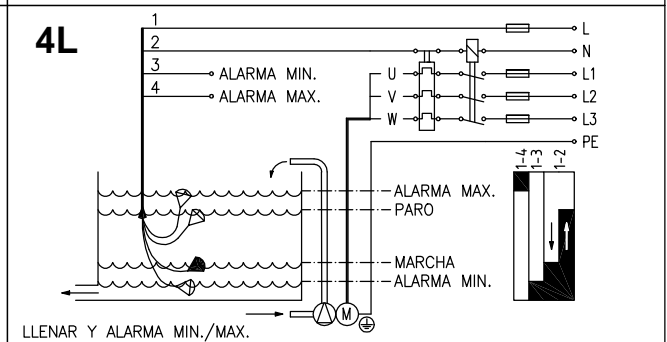 4L
1
2
3
4
ALARMA MIN.
ALARMA MAX.
U
V
W
L
N
L1
L2
L3
PE
1-4
1-3
1-2
ALARMA MAX.
PARO
MARCHA
ALARMA MIN.
M
LLENAR Y ALARMA MIN./MAX.